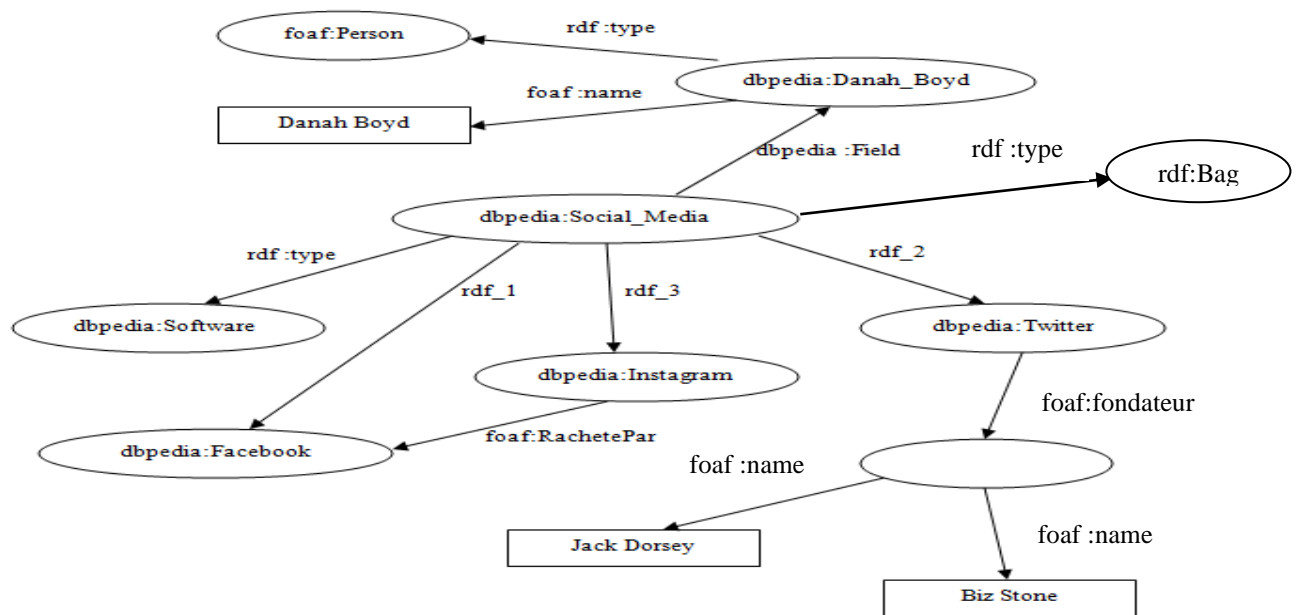 foaf:Person
rdf :type
dbpedia:Danah_Boyd
foaf :name
Danah Boyd
dbpedia :Field
rdf :type
rdf:Bag
dbpedia:Social_Media
rdf :type
rdf_1
rdf_3
rdf_2
dbpedia:Software
dbpedia:Twitter
dbpedia:Instagram
foaf:fondateur
foaf:RachetePar
dbpedia:Facebook
foaf :name
Jack Dorsey
foaf :name
Biz Stone